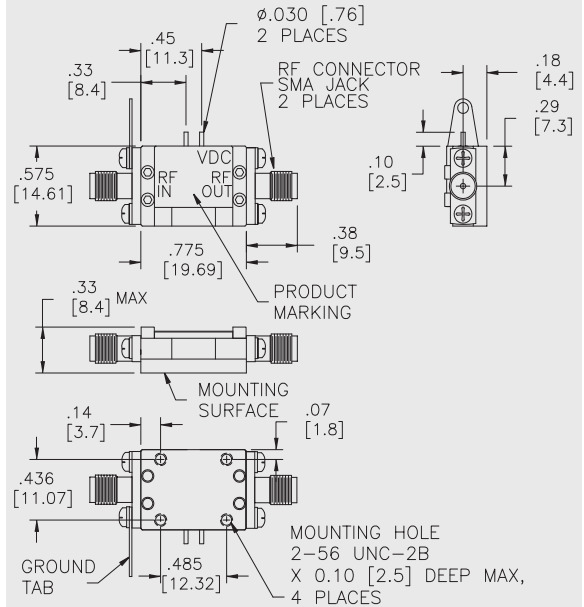 .45
[11.3]
ø.030 [.76]
2 PLACES
.33
[8.4]
RF CONNECTOR
SMA JACK
2 PLACES
.18
[4.4]
.29
[7.3]
.10
[2.5]
.575
[14.61]
VDC
RF
IN
RF
OUT
.775
[19.69]
.38
[9.5]
PRODUCT
MARKING
.33
[8.4] MAX
MOUNTING
SURFACE
.14
[3.7]
.07
[1.8]
.436
[11.07]
GROUND
TAB
.485
[12.32]
MOUNTING HOLE
2-56 UNC-2B
X 0.10 [2.5] DEEP MAX,
4 PLACES